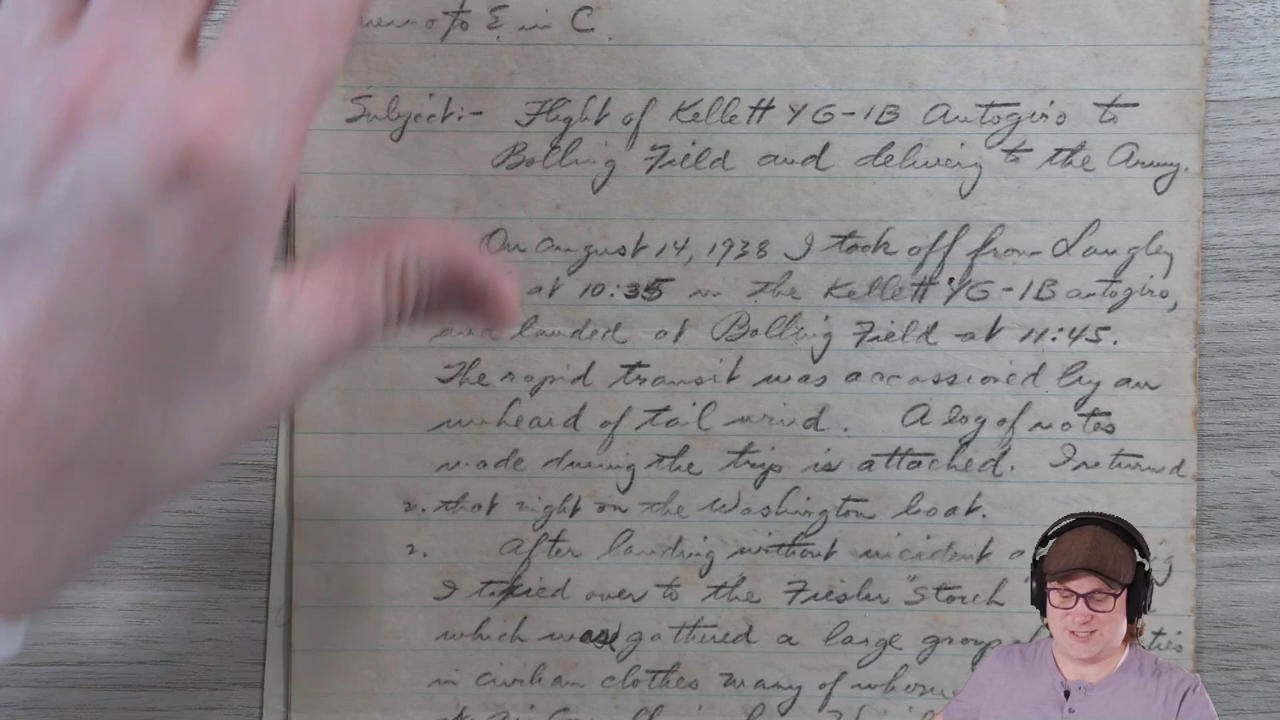 memo to E. in C.
Subject:- Flight of Kellett YG-1B Autogiro to
Bolling Field and delivery to the Army.
On August 14, 1938 I took off from Langley
at 10:35 in the Kellett YG-1B autogiro,
and landed at Bolling Field at 11:45.
The rapid transit was occassioned by an
unheard of tail wind. A log of notes
made during the trip is attached. I returned
that night on the Washington boat.
2. After landing without incident
I taxied over to the Fiesler "Storch"
which was gathered a large group of
in civilian clothes many of whom